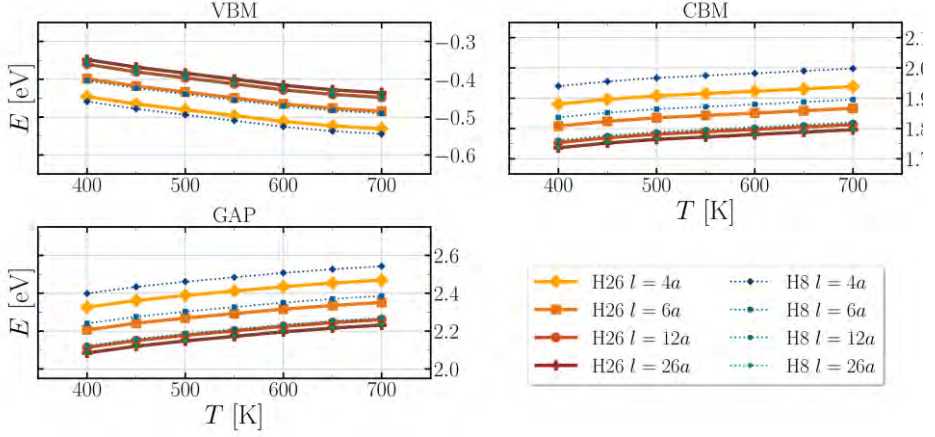 VBM
CBM
E [eV]
−0.3
−0.4
−0.5
−0.6
400 500 600 700
2.0
1.9
1.8
400 500 600 700
T [K]
GAP
E [eV]
2.6
2.4
2.2
2.0
400 500 600 700
T [K]
H26 l = 4a
H26 l = 6a
H26 l = 12a
H26 l = 26a
H8 l = 4a
H8 l = 6a
H8 l = 12a
H8 l = 26a